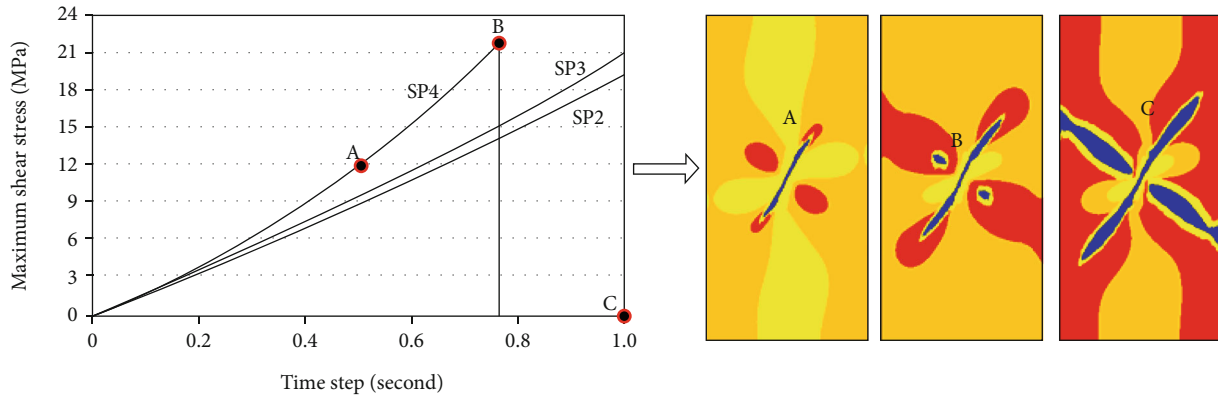 Maximum shear stress (MPa)
24
21
18
15
12
9
6
3
0
B
SP4
SP3
SP2
A
C
0
0.2
0.4
0.6
0.8
1.0
Time step (second)
A
B
C